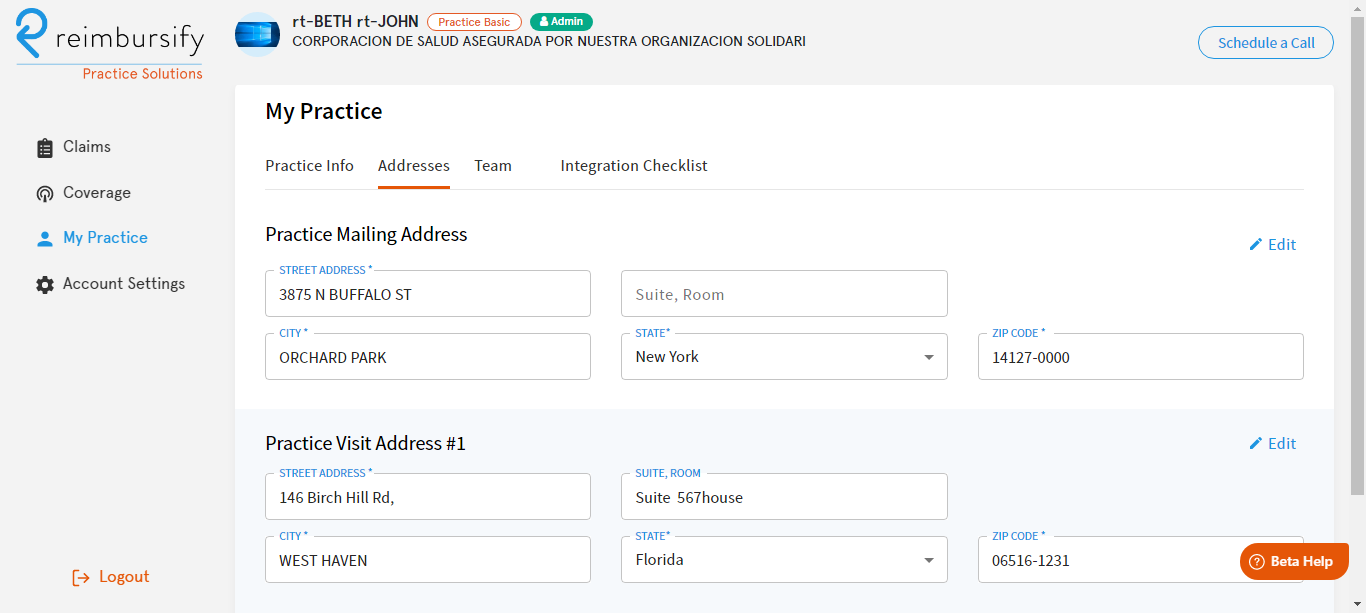 reimbursify
Practice Solutions
rt-BETH rt-JOHN Practice Basic Admin
CORPORACION DE SALUD ASEGURADA POR NUESTRA ORGANIZACION SOLIDARI
Schedule a Call
Claims
Coverage
My Practice
Account Settings
Logout
My Practice
Practice Info Addresses Team Integration Checklist
Practice Mailing Address
Edit
STREET ADDRESS *
3875 N BUFFALO ST
Suite, Room
CITY *
ORCHARD PARK
STATE*
New York
ZIP CODE *
14127-0000
Practice Visit Address #1
Edit
STREET ADDRESS *
146 Birch Hill Rd,
SUITE, ROOM
Suite 567house
CITY *
WEST HAVEN
STATE*
Florida
ZIP CODE *
06516-1231
Beta Help